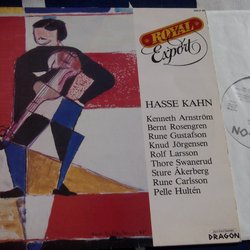 ROYAL
Export
HASSE KAHN
Kenneth Arnström
Bernt Rosengren
Rune Gustafson
Knud Jörgensen
Rolf Larsson
Thore Swanerud
Sture Åkerberg
Rune Carlsson
Pelle Hultén
DRAGON